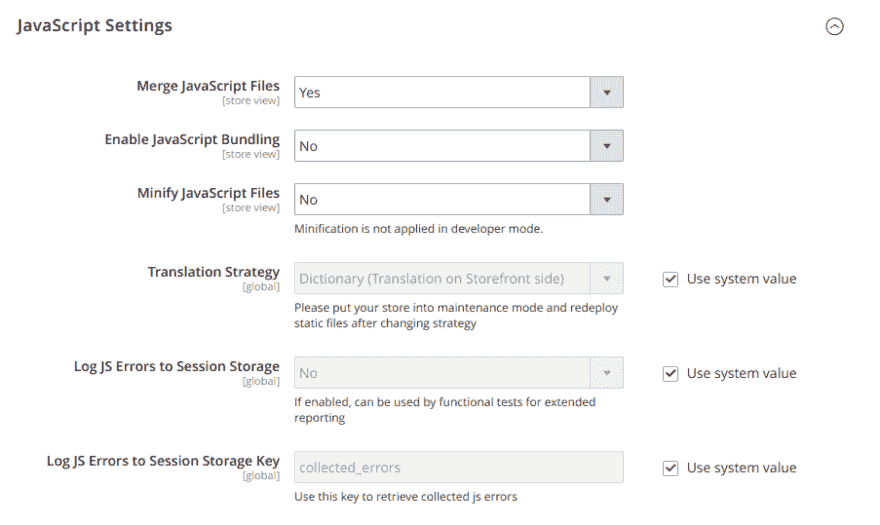 JavaScript Settings
Merge JavaScript Files
[store view]
Yes
Enable JavaScript Bundling
[store view]
No
Minify JavaScript Files
[store view]
No
Minification is not applied in developer mode.
Translation Strategy
[global]
Dictionary (Translation on Storefront side)
Use system value
Please put your store into maintenance mode and redeploy
static files after changing strategy
Log JS Errors to Session Storage
[global]
No
Use system value
If enabled, can be used by functional tests for extended
reporting
Log JS Errors to Session Storage Key
[global]
collected_errors
Use system value
Use this key to retrieve collected js errors